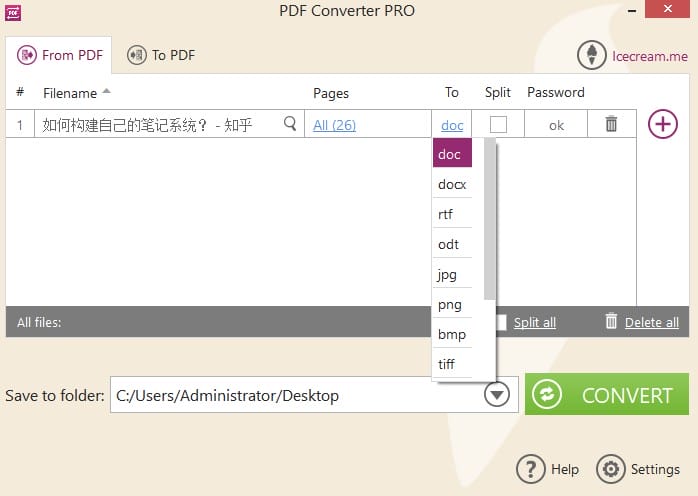 PDF
PDF Converter PRO
From PDF
To PDF
Icecream.me
# Filename Pages To Split Password
1 如何构建自己的笔记系统？ - 知乎 All (26) doc ok
doc
docx
rtf
odt
jpg
png
bmp
tiff
All files: Split all Delete all
Save to folder: C:/Users/Administrator/Desktop CONVERT
? Help Settings